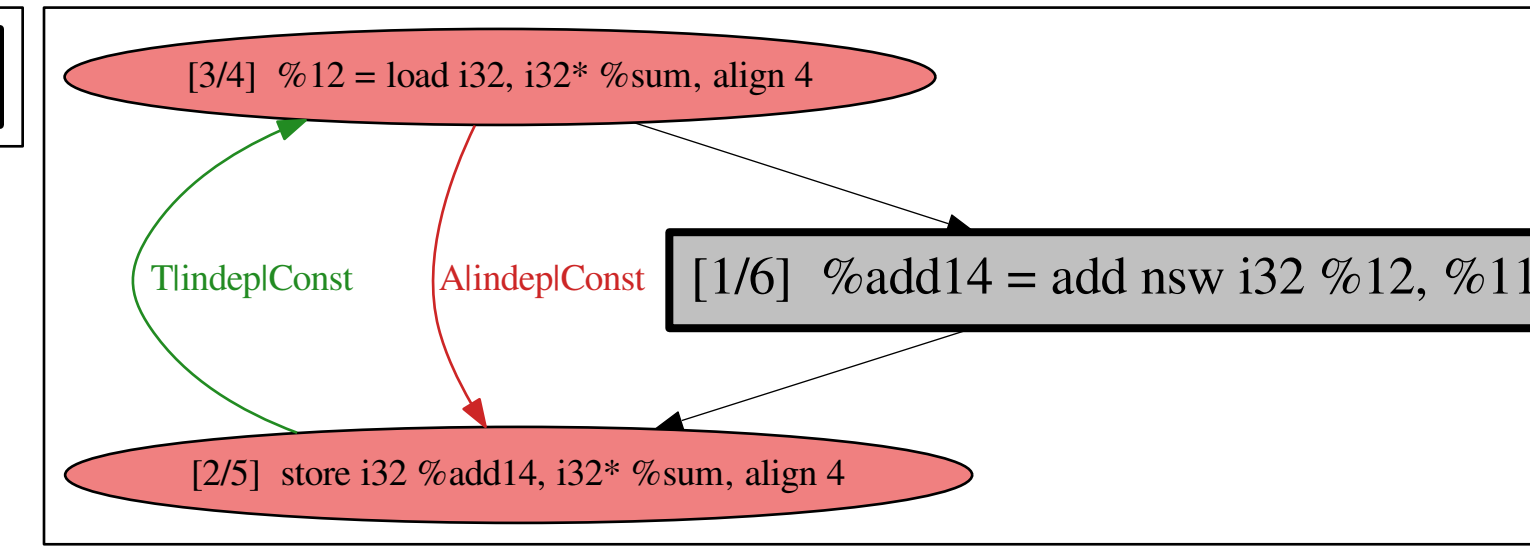 [3/4]  %12 = load i32, i32* %sum, align 4
T|indep|Const
A|indep|Const
[1/6]  %add14 = add nsw i32 %12, %11
[2/5]  store i32 %add14, i32* %sum, align 4